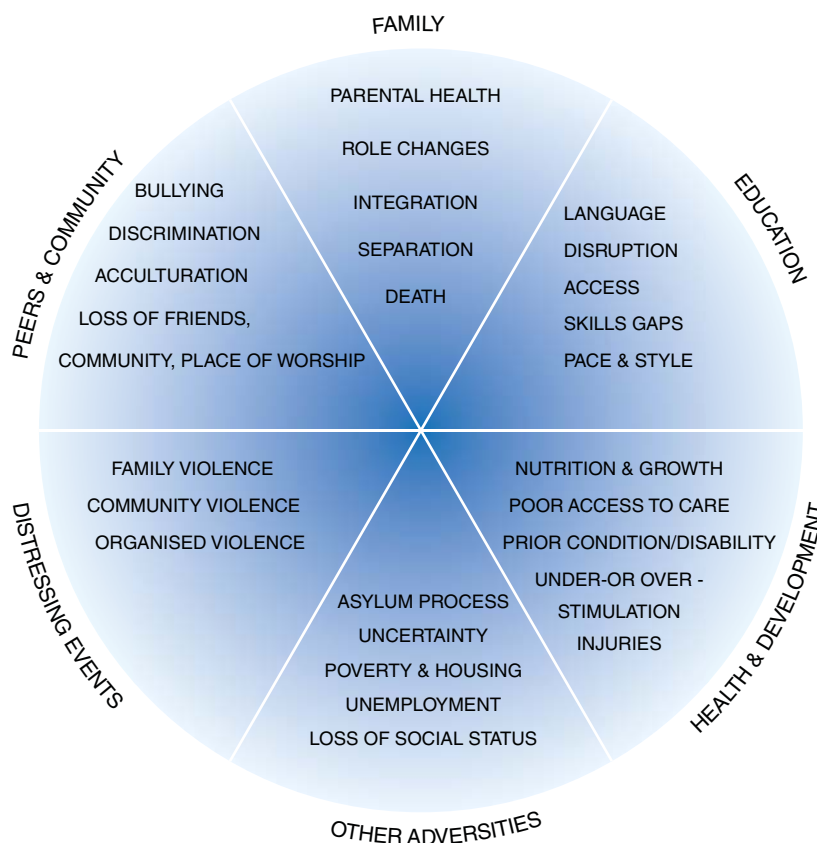 FAMILY
PARENTAL HEALTH
ROLE CHANGES
INTEGRATION
SEPARATION
DEATH
EDUCATION
LANGUAGE
DISRUPTION
ACCESS
SKILLS GAPS
PACE & STYLE
HEALTH & DEVELOPMENT
NUTRITION & GROWTH
POOR ACCESS TO CARE
PRIOR CONDITION/DISABILITY
UNDER-OR OVER -
STIMULATION
INJURIES
OTHER ADVERSITIES
ASYLUM PROCESS
UNCERTAINTY
POVERTY & HOUSING
UNEMPLOYMENT
LOSS OF SOCIAL STATUS
DISTRESSING EVENTS
FAMILY VIOLENCE
COMMUNITY VIOLENCE
ORGANISED VIOLENCE
PEERS & COMMUNITY
BULLYING
DISCRIMINATION
ACCULTURATION
LOSS OF FRIENDS,
COMMUNITY, PLACE OF WORSHIP